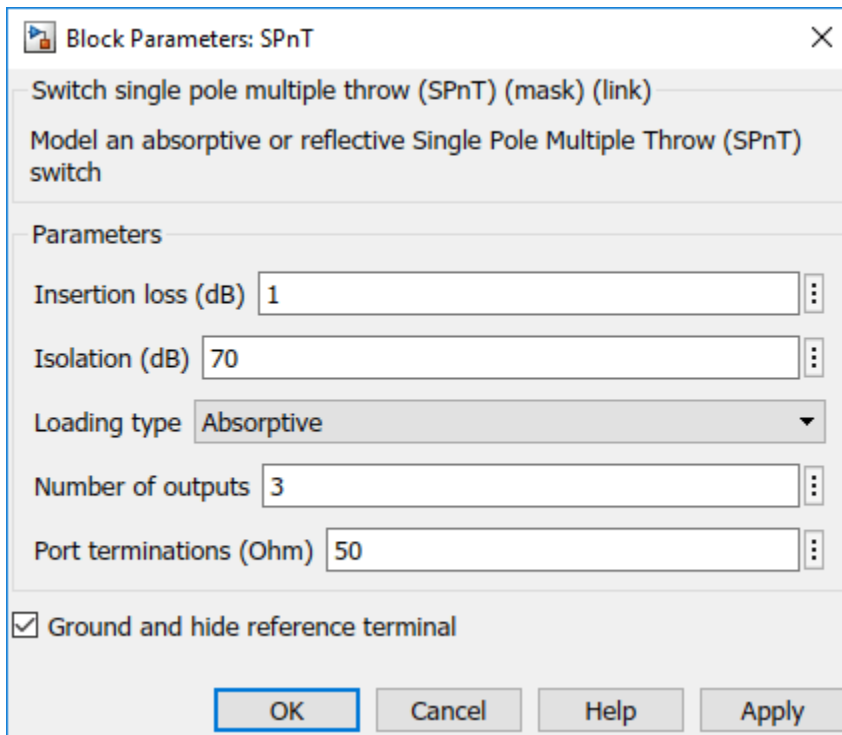 Block Parameters: SPnT
Switch single pole multiple throw (SPnT) (mask) (link)
Model an absorptive or reflective Single Pole Multiple Throw (SPnT)
switch
Parameters
Insertion loss (dB) 1
Isolation (dB) 70
Loading type Absorptive
Number of outputs 3
Port terminations (Ohm) 50
Ground and hide reference terminal
OK Cancel Help Apply